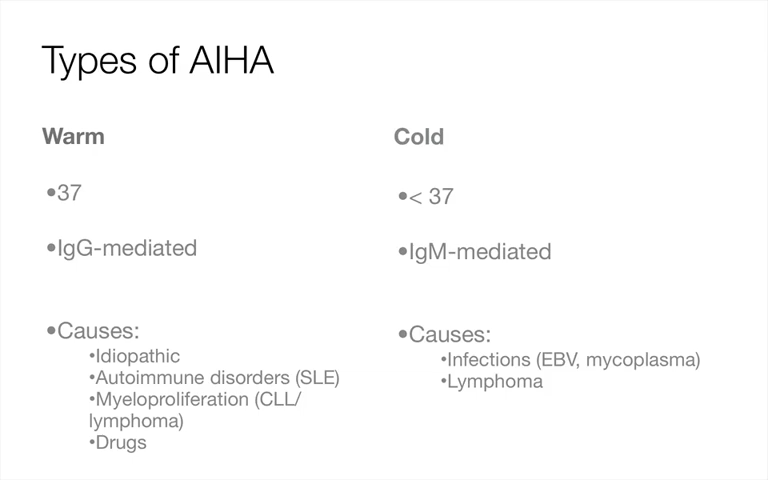 Types of AIHA
Warm
•37
•IgG-mediated
•Causes:
•Idiopathic
•Autoimmune disorders (SLE)
•Myeloproliferation (CLL/
lymphoma)
•Drugs
Cold
•< 37
•IgM-mediated
•Causes:
•Infections (EBV, mycoplasma)
•Lymphoma